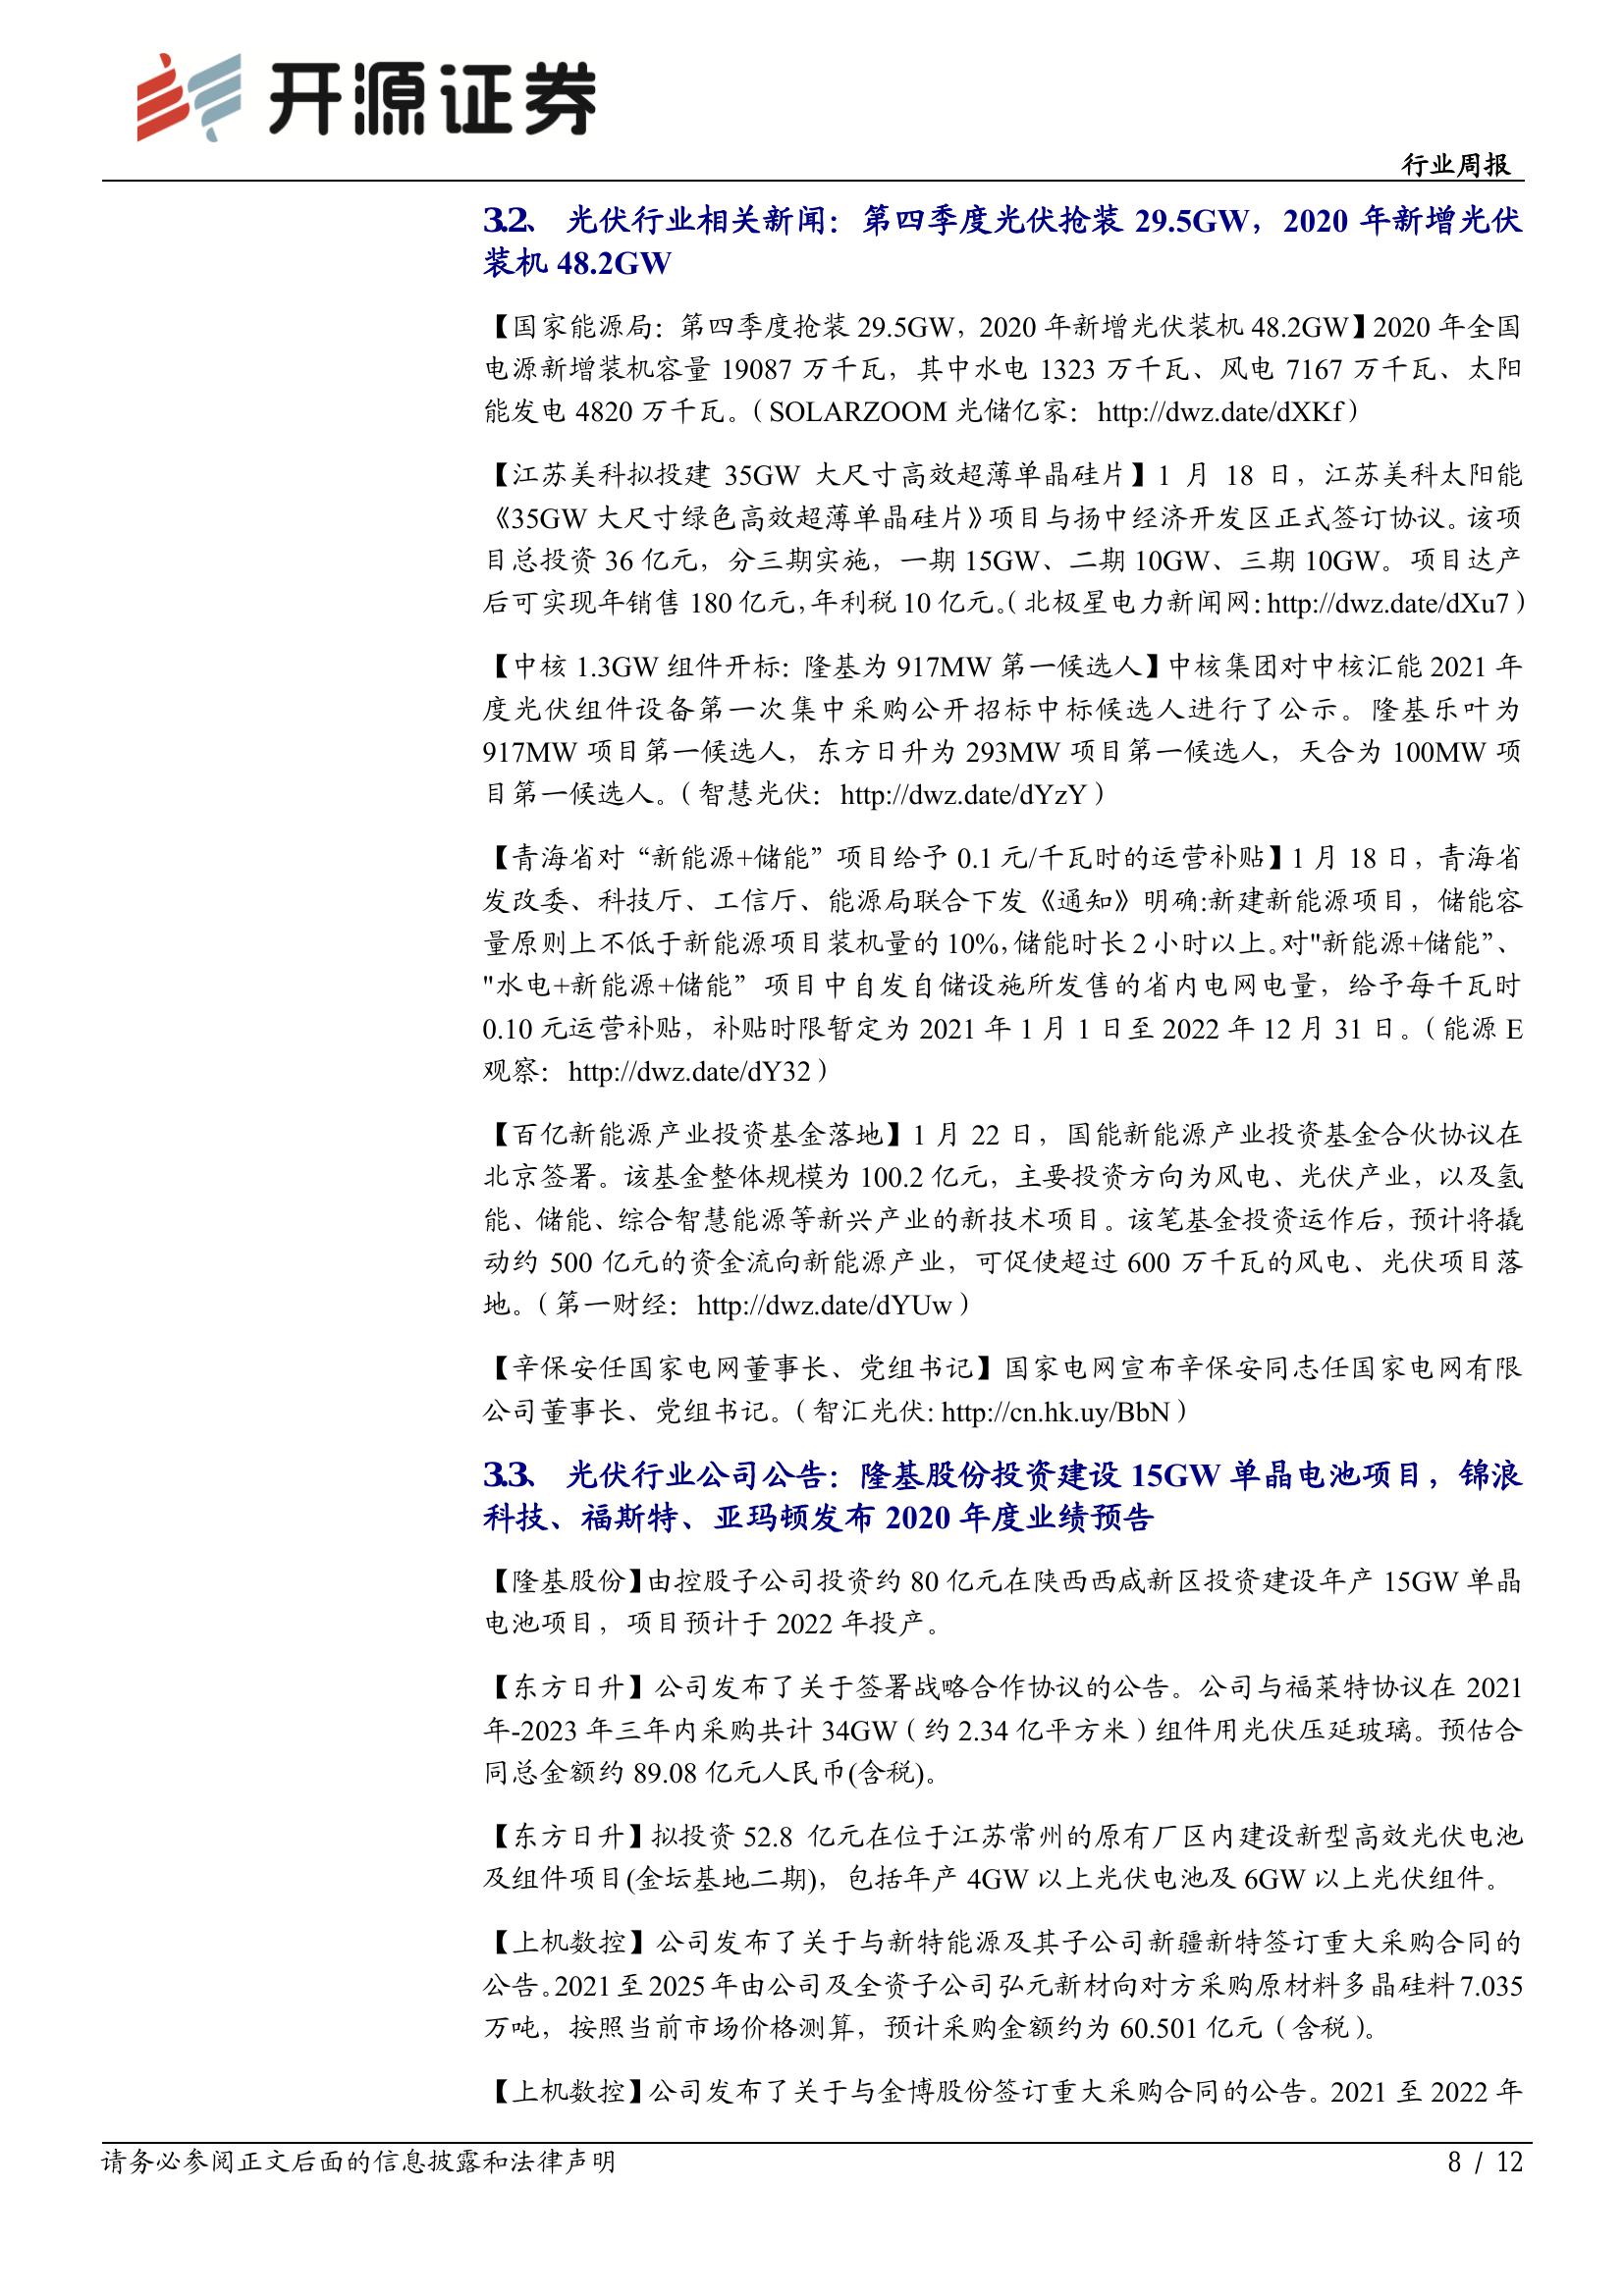 开源证券
行业周报
3.2、 光伏行业相关新闻：第四季度光伏抢装 29.5GW，2020 年新增光伏
装机 48.2GW
【国家能源局：第四季度抢装 29.5GW，2020 年新增光伏装机 48.2GW】2020 年全国
电源新增装机容量 19087 万千瓦，其中水电 1323 万千瓦、风电 7167 万千瓦、太阳
能发电 4820 万千瓦。（SOLARZOOM 光储亿家：http://dwz.date/dXKf）
【江苏美科拟投建 35GW 大尺寸高效超薄单晶硅片】1 月 18 日，江苏美科太阳能
《35GW 大尺寸绿色高效超薄单晶硅片》项目与扬中经济开发区正式签订协议。该项
目总投资 36 亿元，分三期实施，一期 15GW、二期 10GW、三期 10GW。项目达产
后可实现年销售 180 亿元，年利税 10 亿元。（北极星电力新闻网：http://dwz.date/dXu7）
【中核 1.3GW 组件开标：隆基为 917MW 第一候选人】中核集团对中核汇能 2021 年
度光伏组件设备第一次集中采购公开招标中标候选人进行了公示。隆基乐叶为
917MW 项目第一候选人，东方日升为 293MW 项目第一候选人，天合为 100MW 项
目第一候选人。（智慧光伏：http://dwz.date/dYzY）
【青海省对“新能源+储能”项目给予 0.1 元/千瓦时的运营补贴】1 月 18 日，青海省
发改委、科技厅、工信厅、能源局联合下发《通知》明确:新建新能源项目，储能容
量原则上不低于新能源项目装机量的 10%，储能时长 2 小时以上。对"新能源+储能”、
"水电+新能源+储能” 项目中自发自储设施所发售的省内电网电量，给予每千瓦时
0.10 元运营补贴，补贴时限暂定为 2021 年 1 月 1 日至 2022 年 12 月 31 日。（能源 E
观察：http://dwz.date/dY32）
【百亿新能源产业投资基金落地】1 月 22 日，国能新能源产业投资基金合伙协议在
北京签署。该基金整体规模为 100.2 亿元，主要投资方向为风电、光伏产业，以及氢
能、储能、综合智慧能源等新兴产业的新技术项目。该笔基金投资运作后，预计将撬
动约 500 亿元的资金流向新能源产业，可促使超过 600 万千瓦的风电、光伏项目落
地。（第一财经：http://dwz.date/dYUw）
【辛保安任国家电网董事长、党组书记】国家电网宣布辛保安同志任国家电网有限
公司董事长、党组书记。（智汇光伏: http://cn.hk.uy/BbN）
3.3、 光伏行业公司公告：隆基股份投资建设 15GW 单晶电池项目，锦浪
科技、福斯特、亚玛顿发布 2020 年度业绩预告
【隆基股份】由控股子公司投资约 80 亿元在陕西西咸新区投资建设年产 15GW 单晶
电池项目，项目预计于 2022 年投产。
【东方日升】公司发布了关于签署战略合作协议的公告。公司与福莱特协议在 2021
年-2023 年三年内采购共计 34GW（约 2.34 亿平方米）组件用光伏压延玻璃。预估合
同总金额约 89.08 亿元人民币(含税)。
【东方日升】拟投资 52.8 亿元在位于江苏常州的原有厂区内建设新型高效光伏电池
及组件项目(金坛基地二期)，包括年产 4GW 以上光伏电池及 6GW 以上光伏组件。
【上机数控】公司发布了关于与新特能源及其子公司新疆新特签订重大采购合同的
公告。2021 至 2025 年由公司及全资子公司弘元新材向对方采购原材料多晶硅料 7.035
万吨，按照当前市场价格测算，预计采购金额约为 60.501 亿元（含税）。
【上机数控】公司发布了关于与金博股份签订重大采购合同的公告。2021 至 2022 年
请务必参阅正文后面的信息披露和法律声明
8 / 12